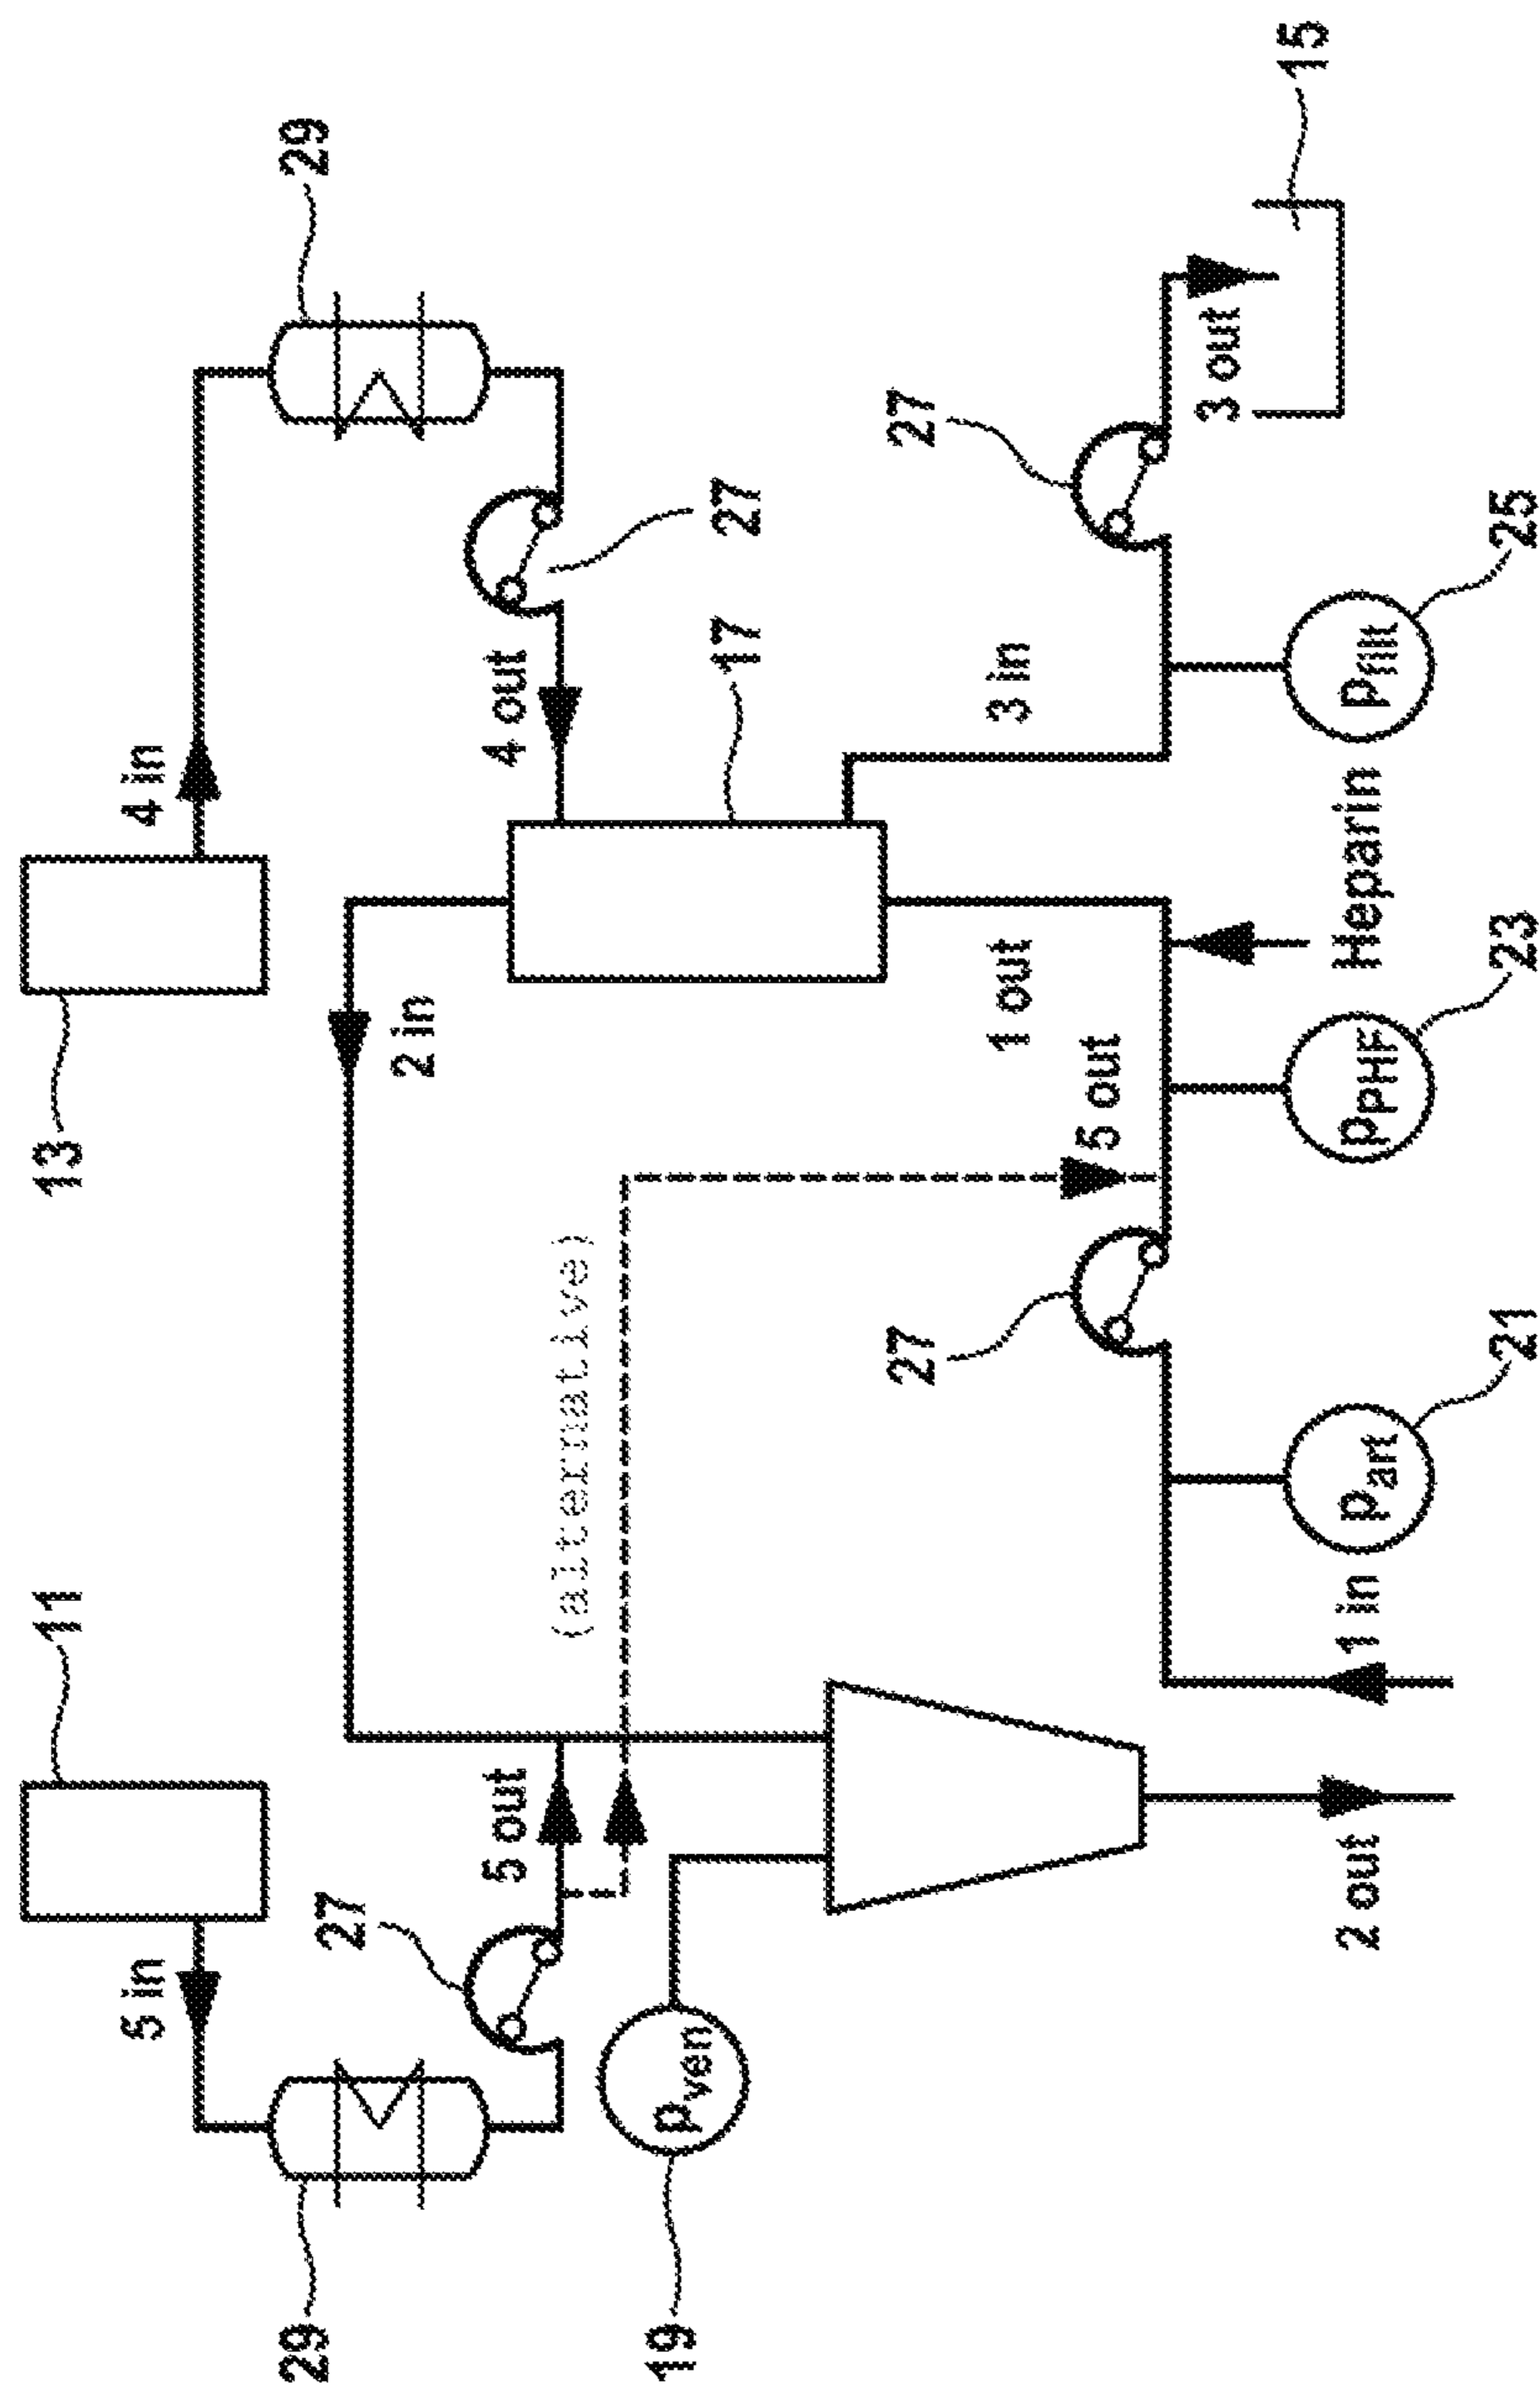 29
11
13
29
5 in
4 in
27
5 out
2 in
4 out
27
19
p_ven
(alternative)
17
27
27
5 out
1 out
3 in
3 out
15
2 out
1 in
p_art
p_PHF
Heparin
p_filt
21
23
25